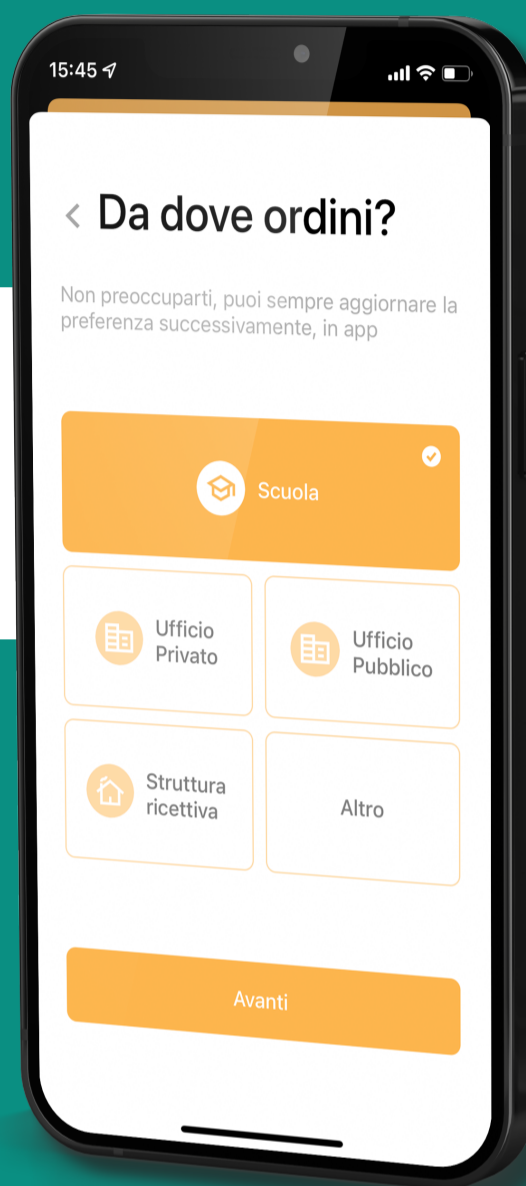 15:45
Da dove ordini?
Non preoccuparti, puoi sempre aggiornare la
preferenza successivamente, in app
Scuola
Ufficio
Privato
Ufficio
Pubblico
Struttura
ricettiva
Altro
Avanti